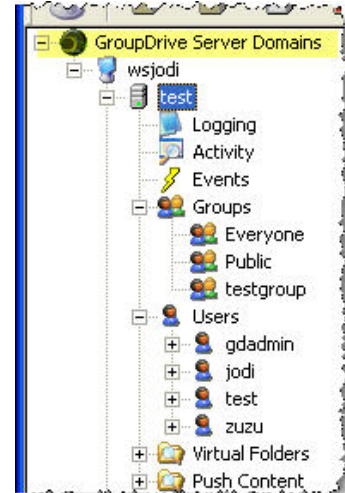 GroupDrive Server Domains
wsjodi
test
Logging
Activity
Events
Groups
Everyone
Public
testgroup
Users
gdadmin
jodi
test
zuzu
Virtual Folders
Push Content